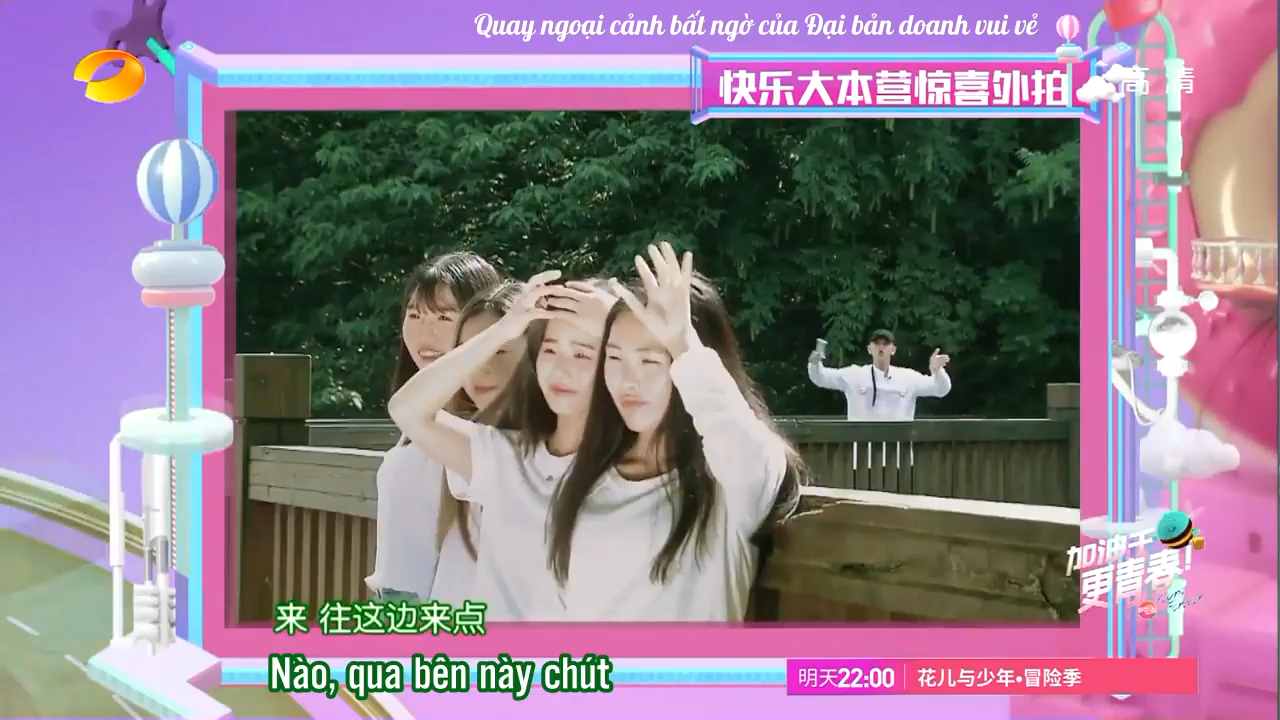 Quay ngoại cảnh bất ngờ của Đại bản doanh vui vẻ
快乐大本营惊喜外拍
高清
加油干
更青春!
来 往这边来点
Nào, qua bên này chút
明天22:00 花儿与少年•冒险季